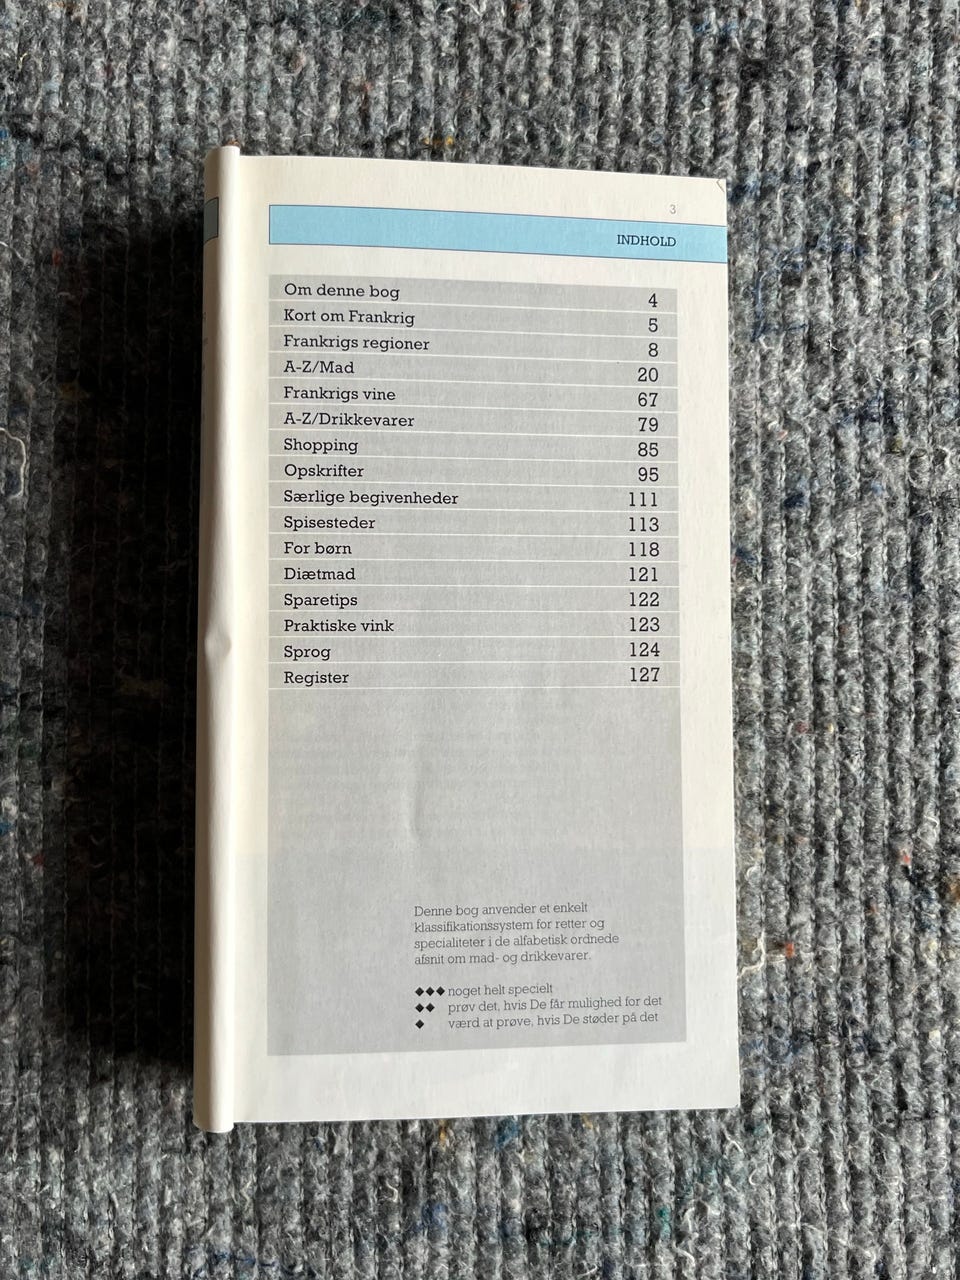 3
INDHOLD
Om denne bog 4
Kort om Frankrig 5
Frankrigs regioner 8
A-Z/Mad 20
Frankrigs vine 67
A-Z/Drikkevarer 79
Shopping 85
Opskrifter 95
Særlige begivenheder 111
Spisesteder 113
For børn 118
Diætmad 121
Sparetips 122
Praktiske vink 123
Sprog 124
Register 127
Denne bog anvender et enkelt
klassifikationssystem for retter og
specialiteter i de alfabetisk ordnede
afsnit om mad- og drikkevarer.
◆◆◆ noget helt specielt
◆◆ prøv det, hvis De får mulighed for det
◆ værd at prøve, hvis De støder på det